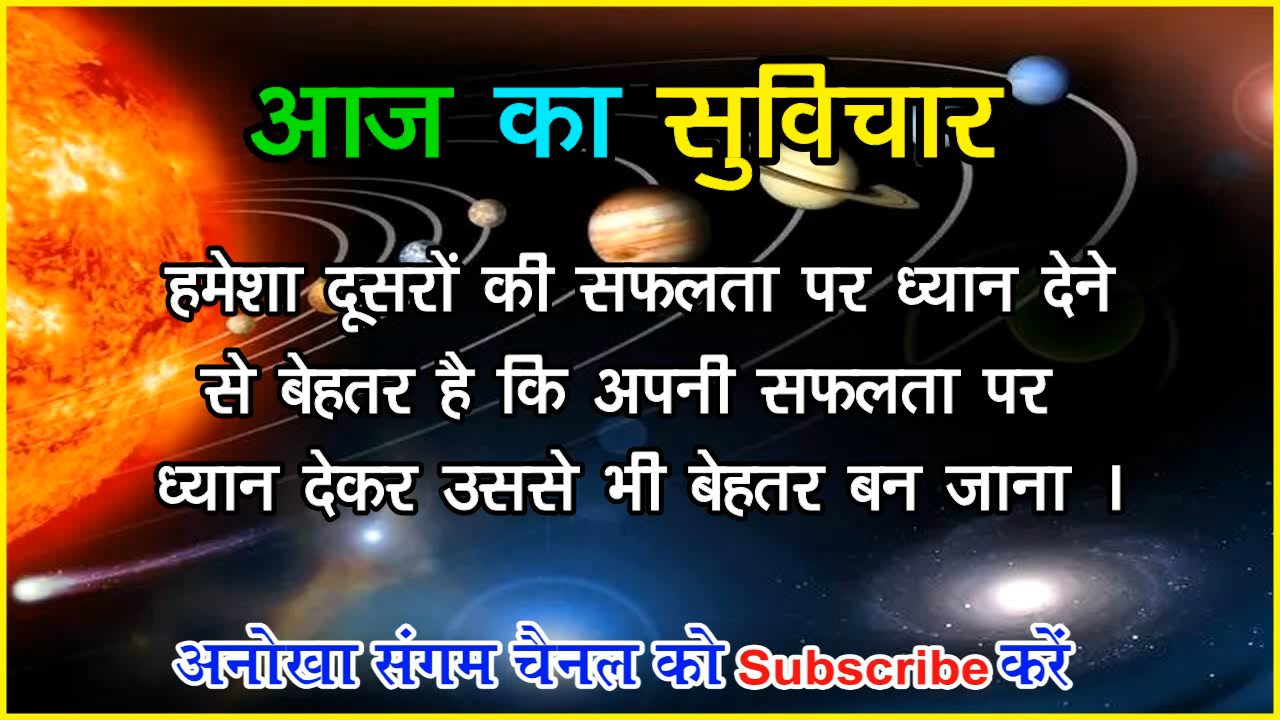 आज का सुविचार
हमेशा दूसरों की सफलता पर ध्यान देने
से बेहतर है कि अपनी सफलता पर
ध्यान देकर उससे भी बेहतर बन जाना ।
अनोखा संगम चैनल को Subscribe करें